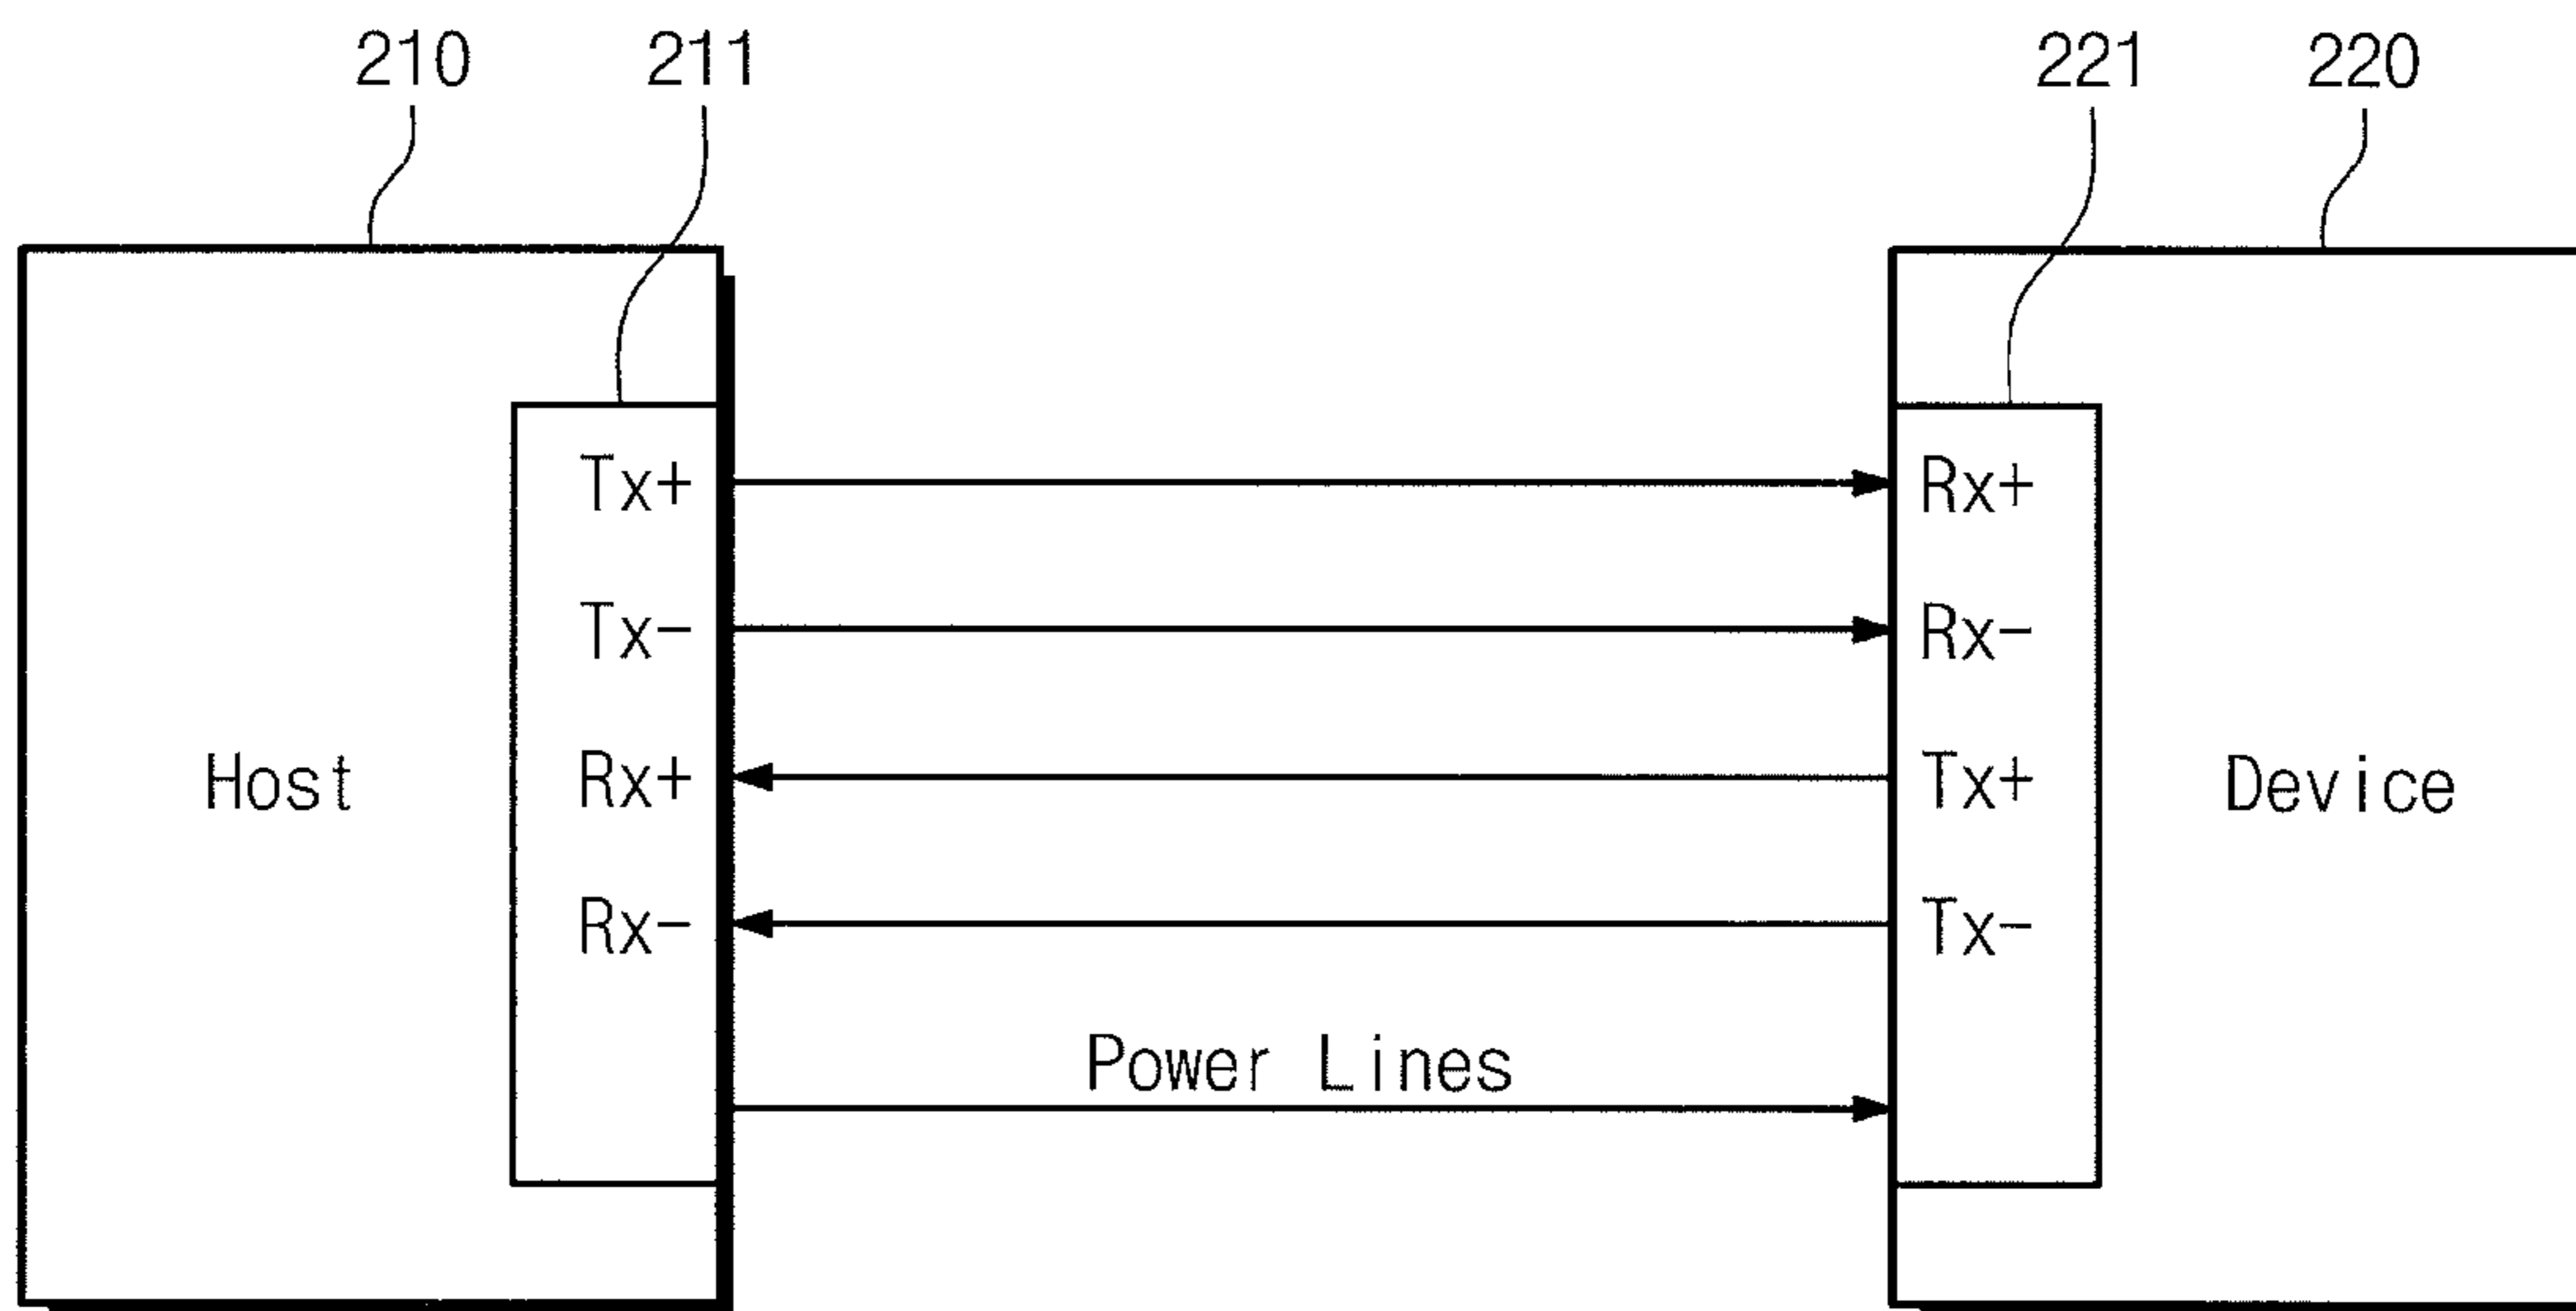 210 211 221 220
Tx+ Rx+
Tx- Rx-
Host Rx+ Tx+ Device
Rx- Tx-
Power Lines